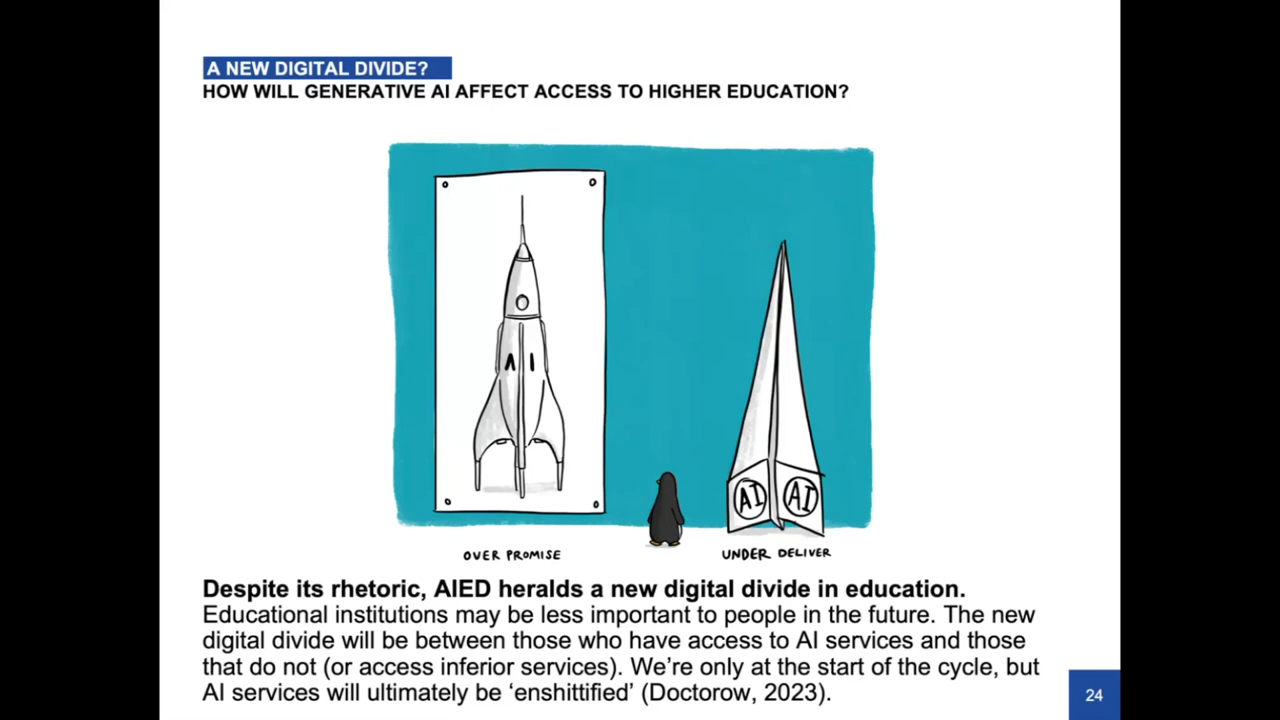 A NEW DIGITAL DIVIDE?
HOW WILL GENERATIVE AI AFFECT ACCESS TO HIGHER EDUCATION?
AI
AI AI
OVER PROMISE
UNDER DELIVER
Despite its rhetoric, AIED heralds a new digital divide in education.
Educational institutions may be less important to people in the future. The new
digital divide will be between those who have access to AI services and those
that do not (or access inferior services). We’re only at the start of the cycle, but
AI services will ultimately be ‘enshittified’ (Doctorow, 2023).
24